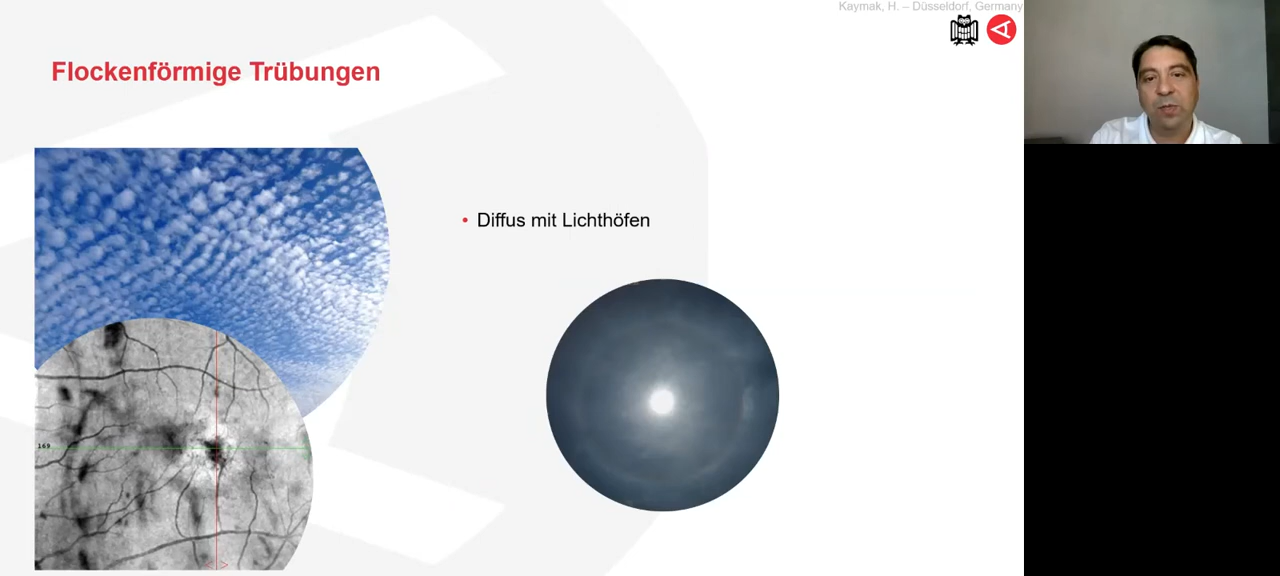 Kaymak, H. – Düsseldorf, Germany
Flockenförmige Trübungen
• Diffus mit Lichthöfen
169